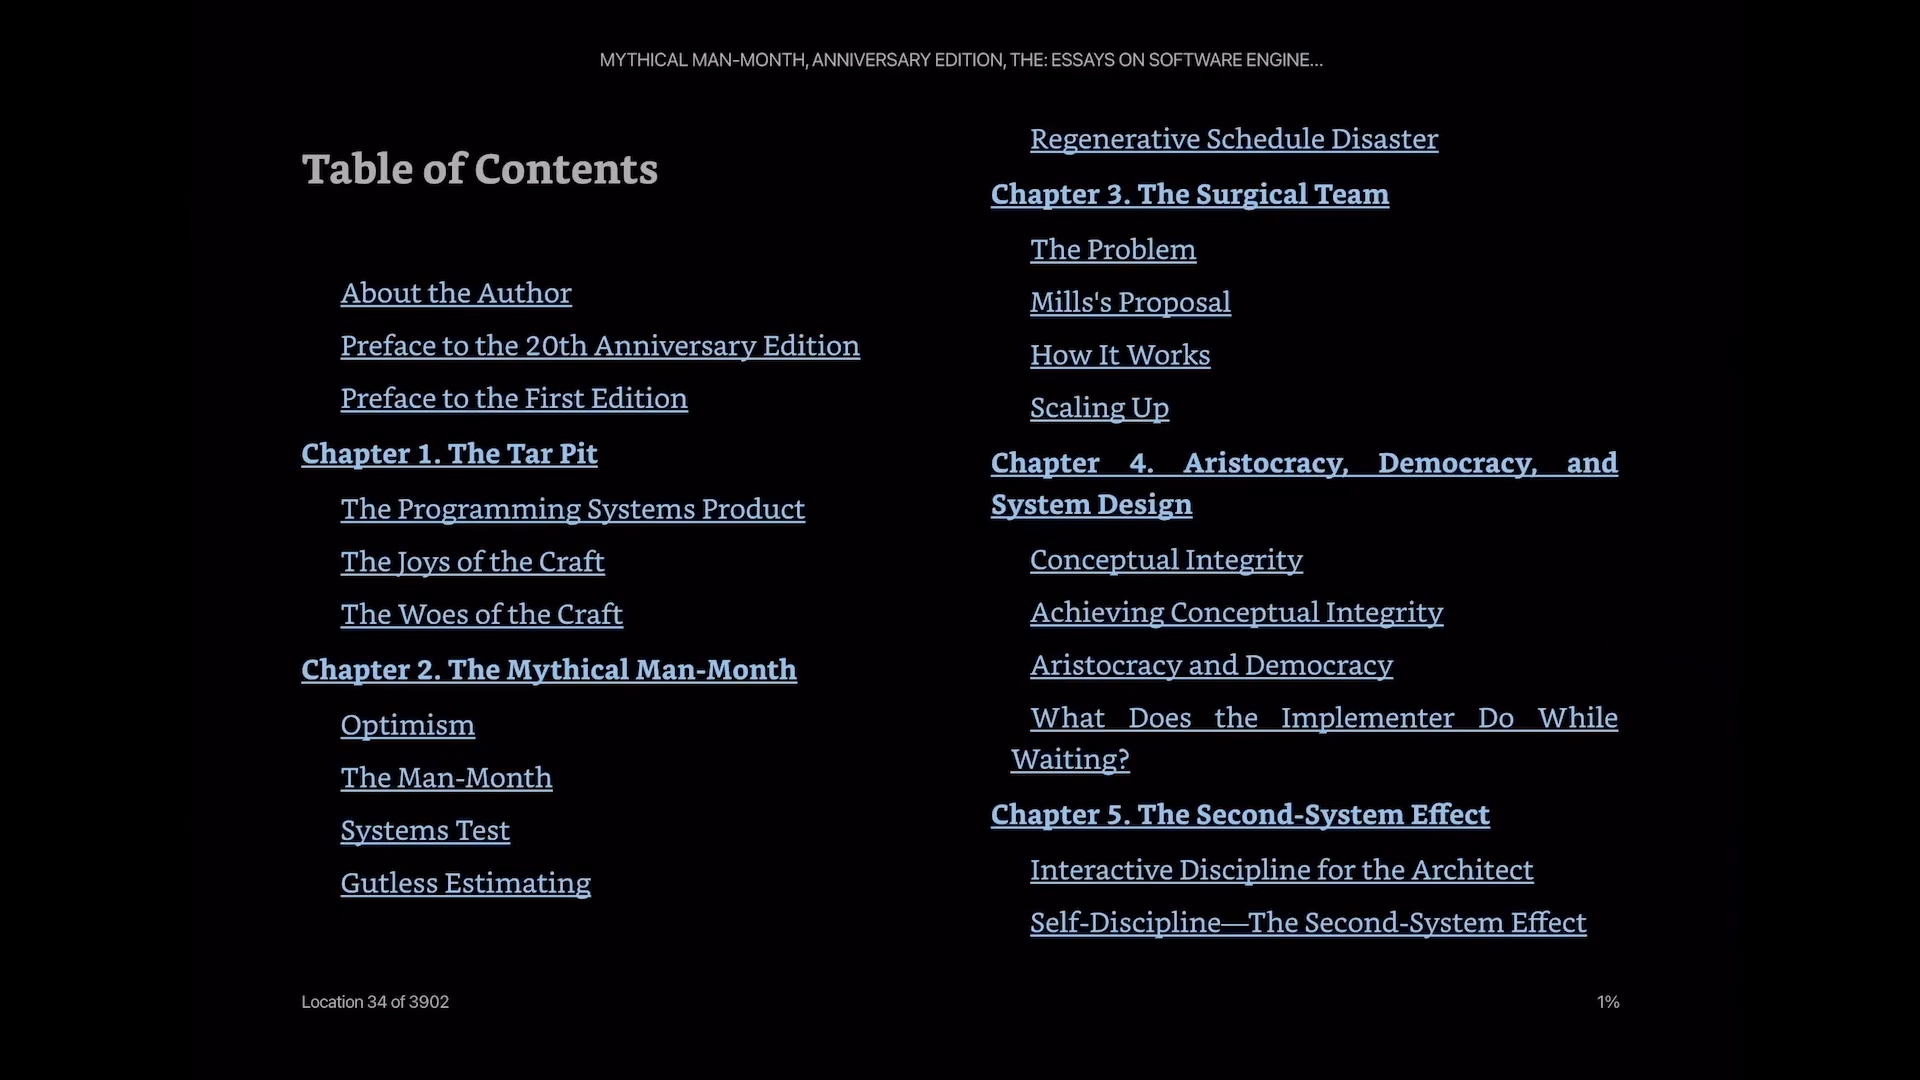 MYTHICAL MAN-MONTH, ANNIVERSARY EDITION, THE: ESSAYS ON SOFTWARE ENGINE...
Table of Contents
About the Author
Preface to the 20th Anniversary Edition
Preface to the First Edition
Chapter 1. The Tar Pit
The Programming Systems Product
The Joys of the Craft
The Woes of the Craft
Chapter 2. The Mythical Man-Month
Optimism
The Man-Month
Systems Test
Gutless Estimating
Regenerative Schedule Disaster
Chapter 3. The Surgical Team
The Problem
Mills's Proposal
How It Works
Scaling Up
Chapter 4. Aristocracy, Democracy, and
System Design
Conceptual Integrity
Achieving Conceptual Integrity
Aristocracy and Democracy
What Does the Implementer Do While
Waiting?
Chapter 5. The Second-System Effect
Interactive Discipline for the Architect
Self-Discipline—The Second-System Effect
Location 34 of 3902
1%